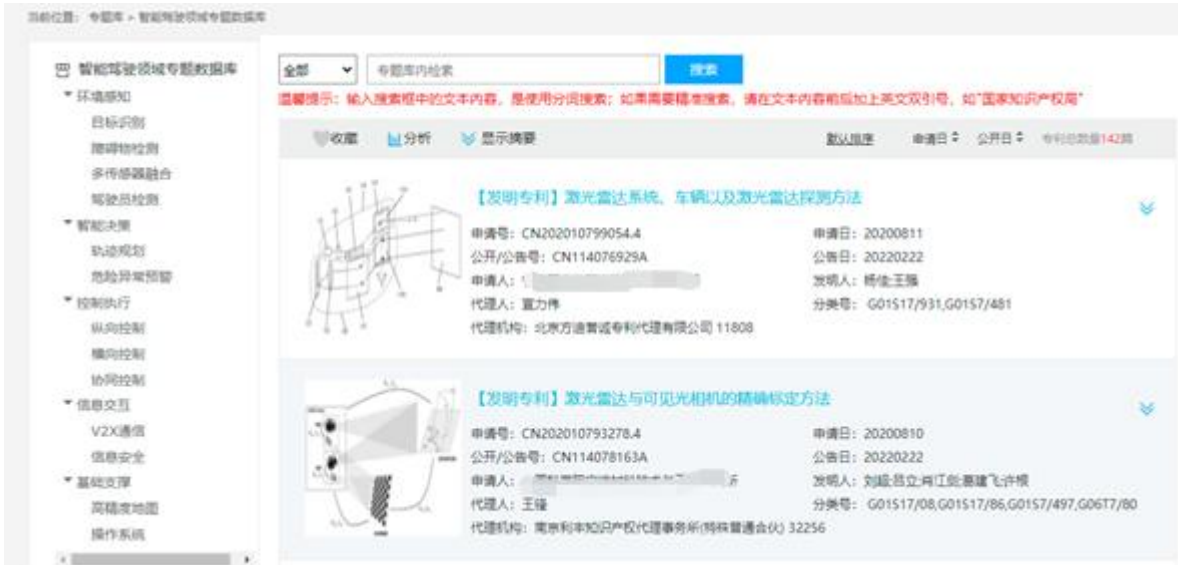 当前位置: 专题库 > 智能驾驶领域专题数据库
智能驾驶领域专题数据库
环境感知
目标识别
障碍物检测
多传感器融合
驾驶员检测
智能决策
轨迹规划
危险异常预警
控制执行
纵向控制
横向控制
协同控制
信息交互
V2X通信
信息安全
基础支撑
高精度地图
操作系统
全部 专题库内检索 搜索
温馨提示: 输入搜索框中的文本内容, 是使用分词搜索; 如果需要精准搜索, 请在文本内容前后加上英文双引号, 如"国家知识产权局"
收藏 分析 显示摘要 默认排序 申请日 公开日 专利总数量142篇
【发明专利】激光雷达系统、车辆以及激光雷达探测方法
申请号: CN202010799054.4 申请日: 20200811
公开/公告号: CN114076929A 公告日: 20220222
申请人: 发明人: 杨佳;王强
代理人: 宣力伟 分类号: G01S17/931,G01S7/481
代理机构: 北京方迪普诚专利代理有限公司 11808
【发明专利】激光雷达与可见光相机的精确标定方法
申请号: CN202010793278.4 申请日: 20200810
公开/公告号: CN114078163A 公告日: 20220222
申请人: 发明人: 刘超;吕立;肖江剑;聂建飞;许根
代理人: 王锋 分类号: G01S17/08,G01S17/86,G01S7/497,G06T7/80
代理机构: 南京利丰知识产权代理事务所(特殊普通合伙) 32256